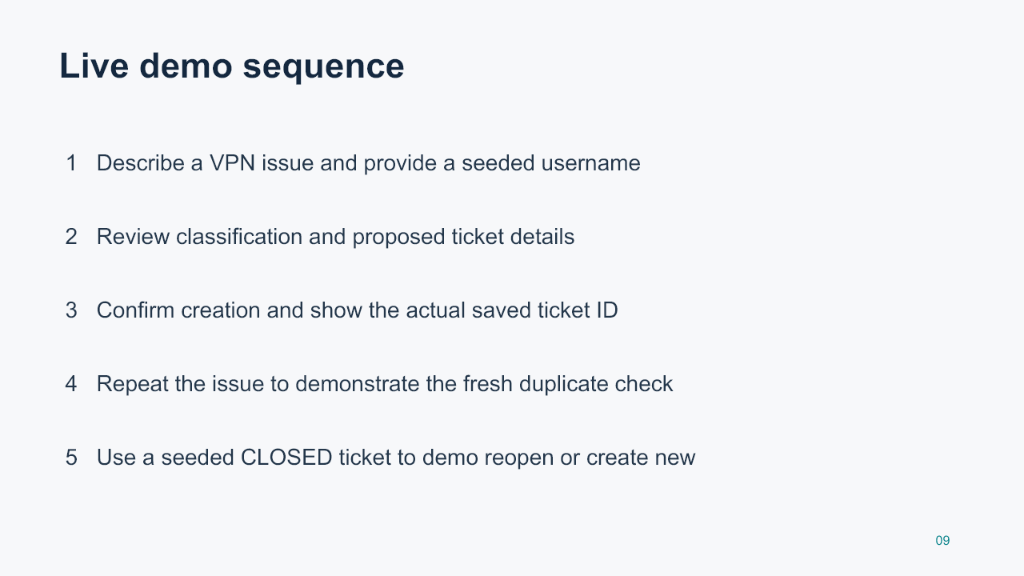 Live demo sequence
1 Describe a VPN issue and provide a seeded username
2 Review classification and proposed ticket details
3 Confirm creation and show the actual saved ticket ID
4 Repeat the issue to demonstrate the fresh duplicate check
5 Use a seeded CLOSED ticket to demo reopen or create new
09